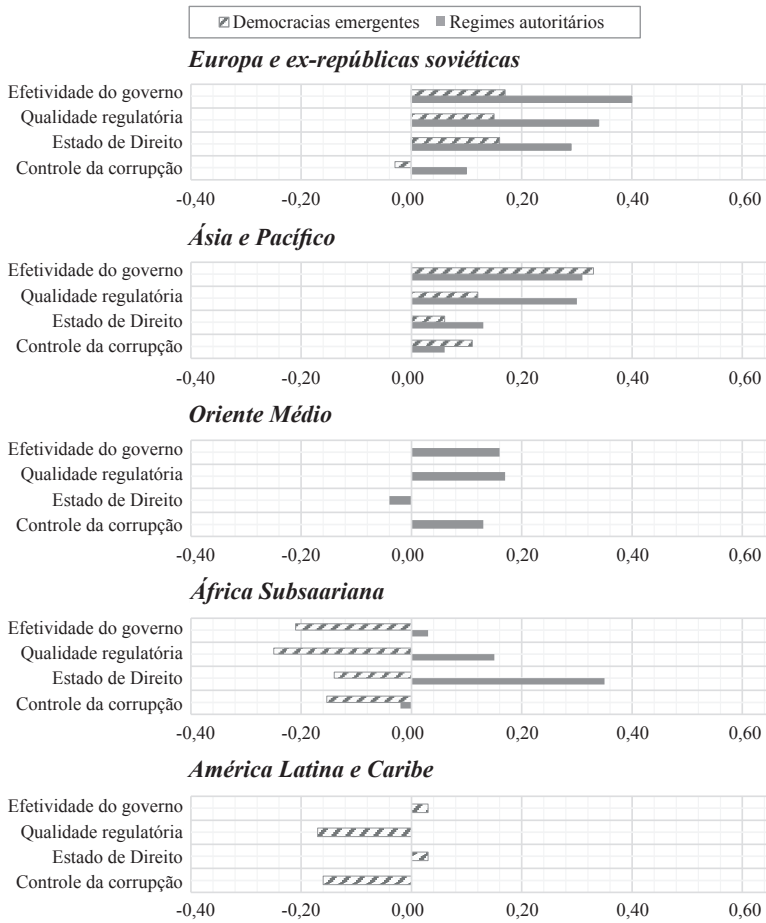 Democracias emergentes Regimes autoritários
Europa e ex-repúblicas soviéticas
Efetividade do governo
Qualidade regulatória
Estado de Direito
Controle da corrupção
-0,40 -0,20 0,00 0,20 0,40 0,60
Ásia e Pacífico
Efetividade do governo
Qualidade regulatória
Estado de Direito
Controle da corrupção
-0,40 -0,20 0,00 0,20 0,40 0,60
Oriente Médio
Efetividade do governo
Qualidade regulatória
Estado de Direito
Controle da corrupção
-0,40 -0,20 0,00 0,20 0,40 0,60
África Subsaariana
Efetividade do governo
Qualidade regulatória
Estado de Direito
Controle da corrupção
-0,40 -0,20 0,00 0,20 0,40 0,60
América Latina e Caribe
Efetividade do governo
Qualidade regulatória
Estado de Direito
Controle da corrupção
-0,40 -0,20 0,00 0,20 0,40 0,60